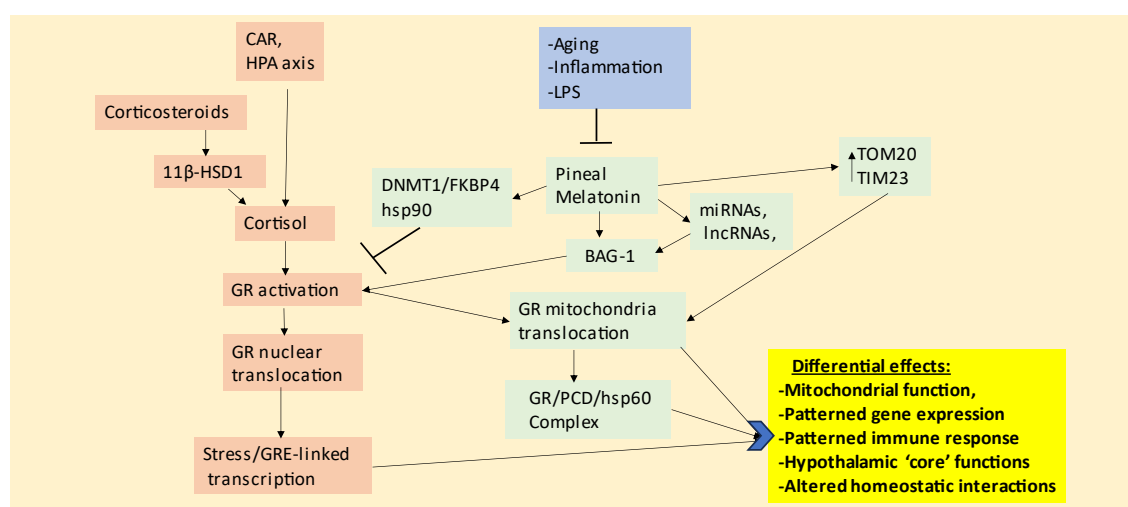 CAR,
HPA axis
-Aging
-Inflammation
-LPS
Corticosteroids
11β-HSD1
DNMT1/FKBP4
hsp90
Pineal
Melatonin
TOM20
TIM23
miRNAs,
lncRNAs,
Cortisol
BAG-1
GR activation
GR mitochondria
translocation
GR nuclear
translocation
GR/PCD/hsp60
Complex
Stress/GRE-linked
transcription
Differential effects:
-Mitochondrial function,
-Patterned gene expression
-Patterned immune response
-Hypothalamic ‘core’ functions
-Altered homeostatic interactions